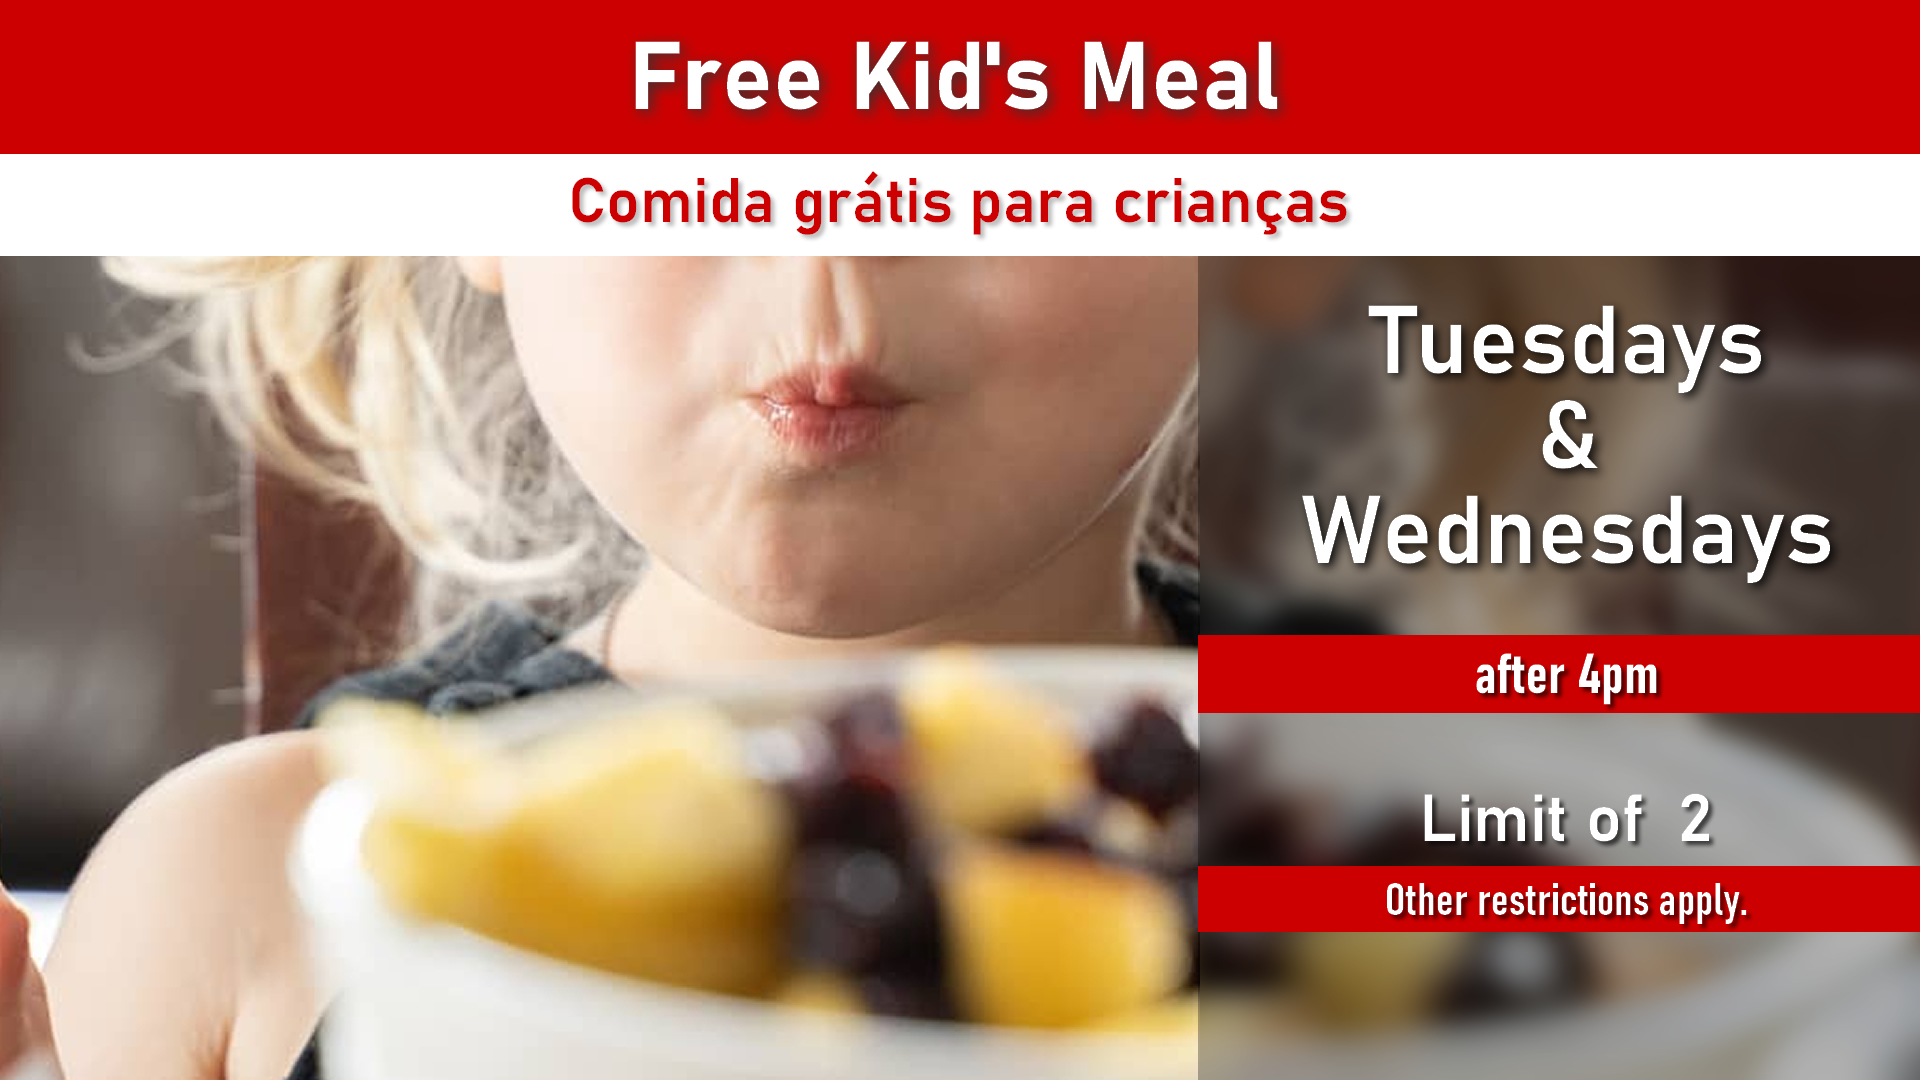 Free Kid's Meal
Comida grátis para crianças
Tuesdays
&
Wednesdays
after 4pm
Limit of 2
Other restrictions apply.